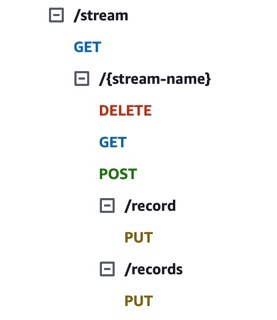 /stream
GET
/{stream-name}
DELETE
GET
POST
/record
PUT
/records
PUT